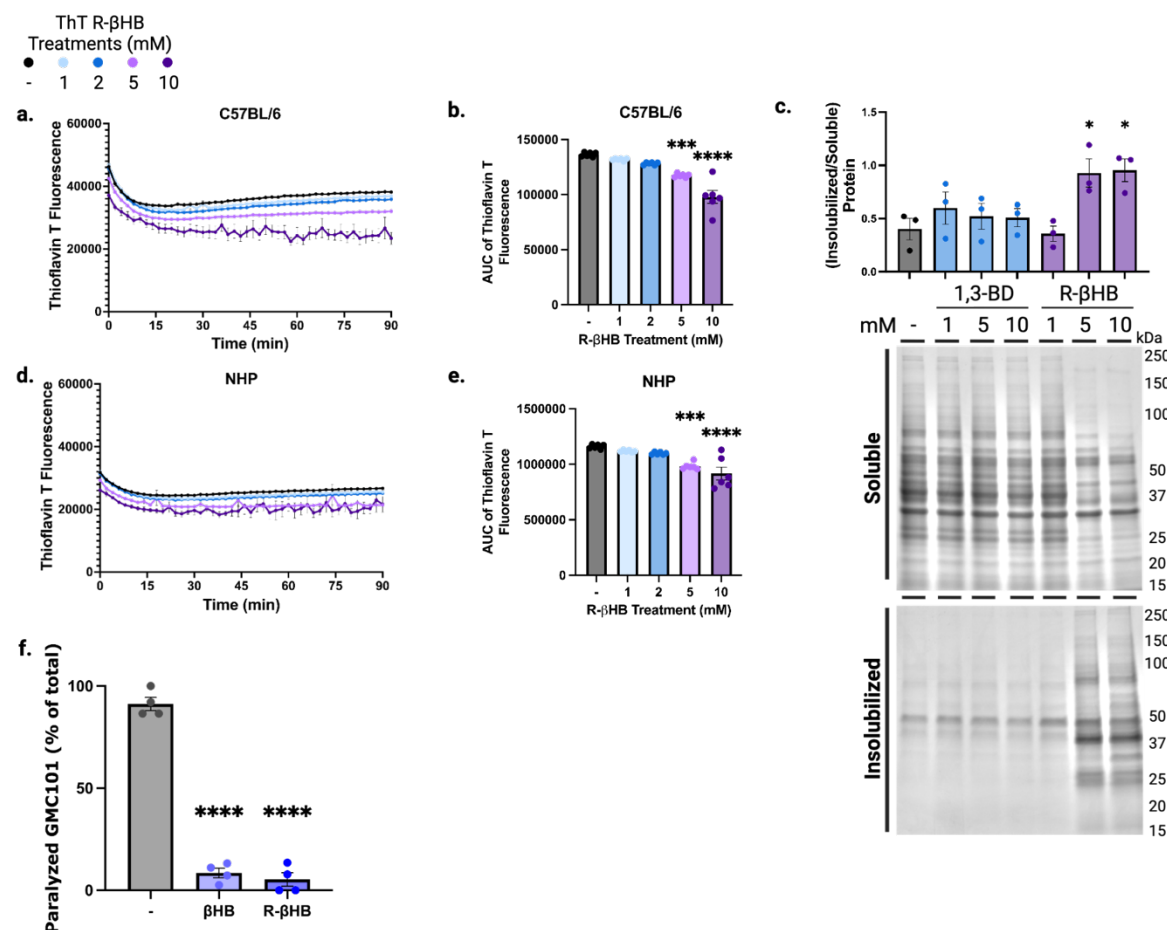 ThT R-βHB
Treatments (mM)
- 1 2 5 10
a.
C57BL/6
Thioflavin T Fluorescence
60000
40000
20000
0
0 15 30 45 60 75 90
Time (min)
b.
C57BL/6
AUC of Thioflavin T
Fluorescence
150000
100000
50000
0
***
****
- 1 2 5 10
R-βHB Treatment (mM)
c.
(Insolubilized/Soluble)
Protein
1.5
1.0
0.5
0.0
* *
1,3-BD R-βHB
mM - 1 5 10 1 5 10
kDa
Soluble
250
150
100
50
37
25
20
15
Insolubilized
250
150
100
50
37
25
20
15
d.
NHP
Thioflavin T Fluorescence
60000
40000
20000
0
0 15 30 45 60 75 90
Time (min)
e.
NHP
AUC of Thioflavin T
Fluorescence
1500000
1000000
500000
0
***
****
- 1 2 5 10
R-βHB Treatment (mM)
f.
Paralyzed GMC101 (% of total)
100
50
0
**** ****
- βHB R-βHB